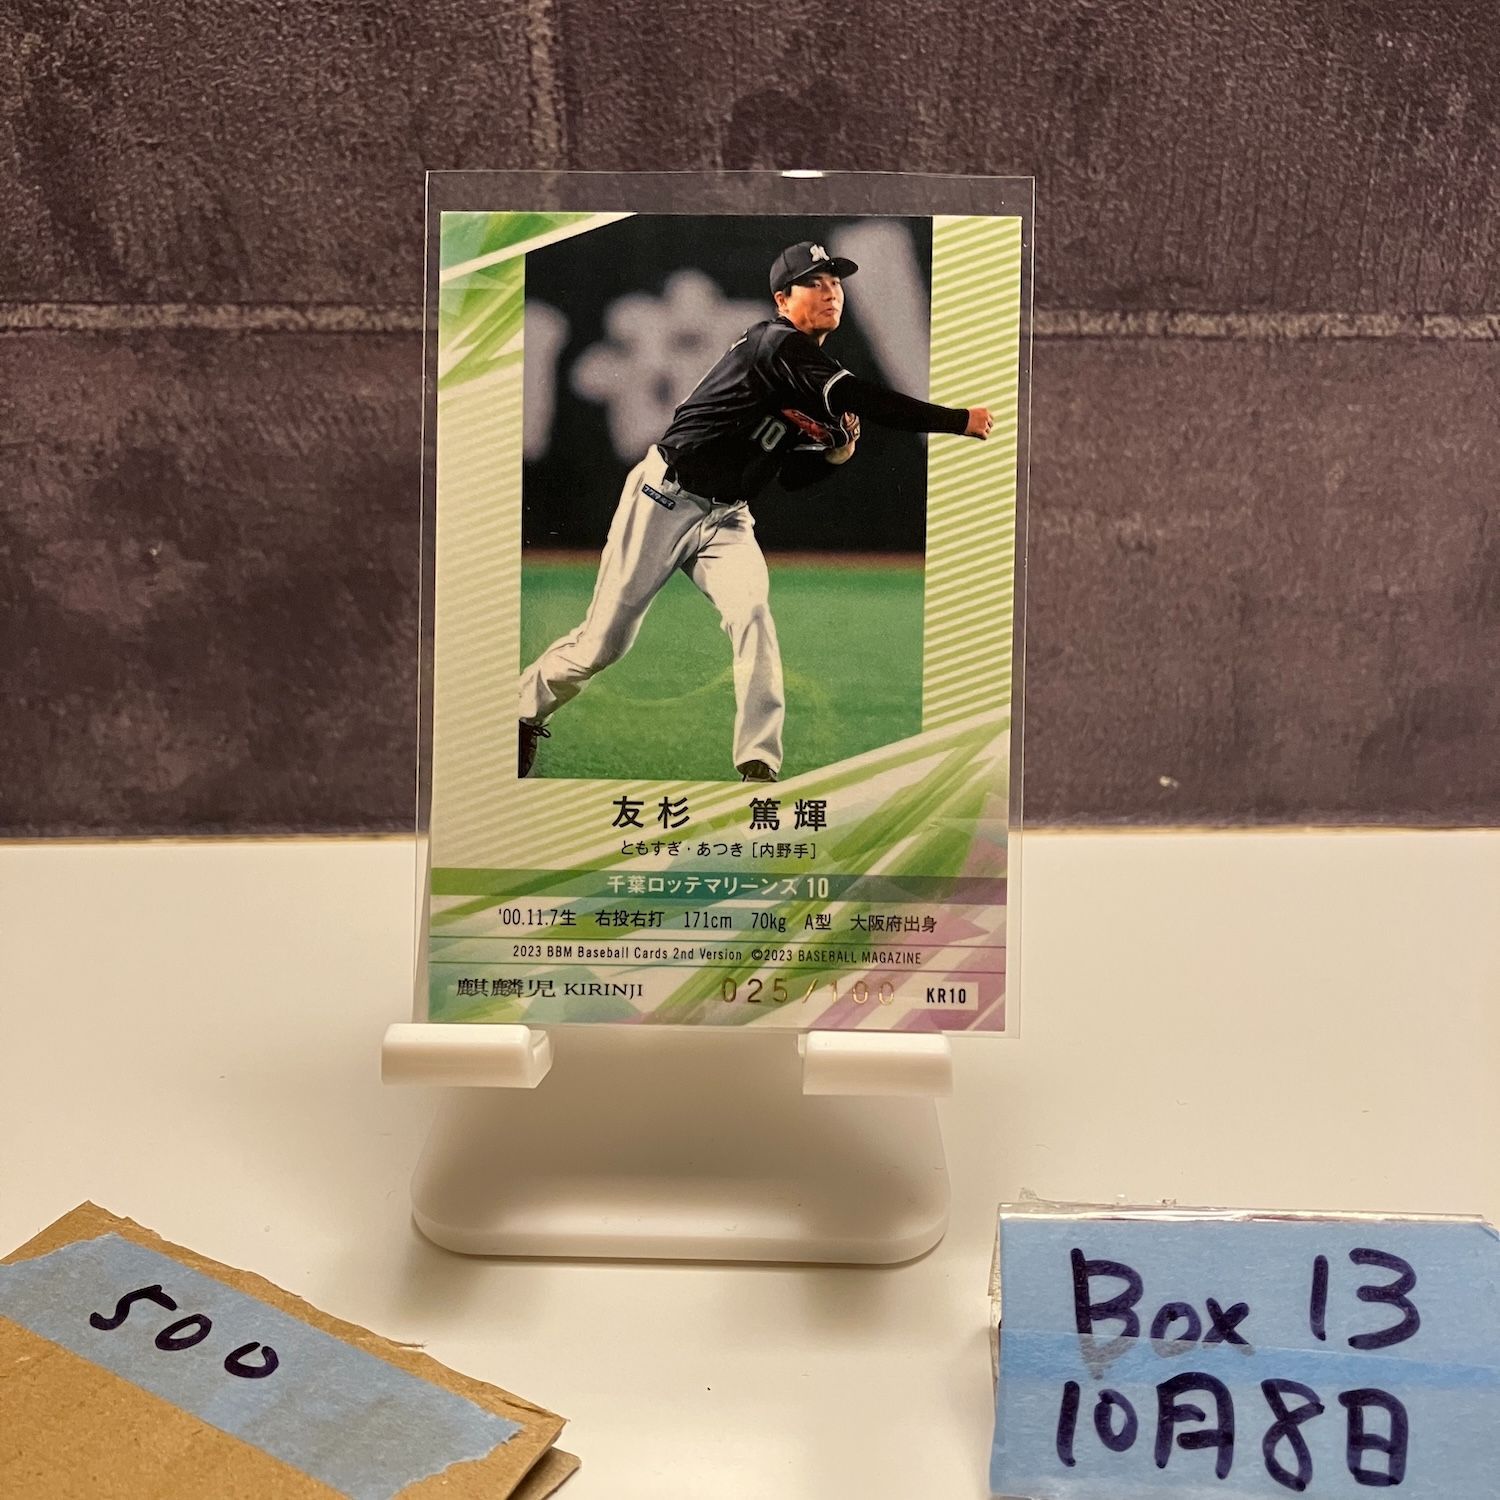 M
10
友杉 篤輝
ともすぎ・あつき [内野手]
千葉ロッテマリーンズ 10
'00.11.7生 右投右打 171cm 70kg A型 大阪府出身
2023 BBM Baseball Cards 2nd Version ©2023 BASEBALL MAGAZINE
麒麟児 KIRINJI 025/100 KR10
500
Box 13
10月8日